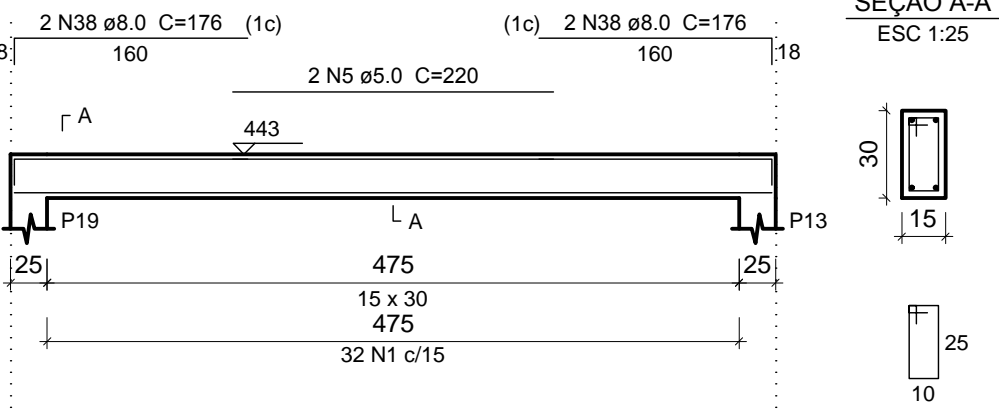 2 N38 ø8.0 C=176 (1c)
(1c) 2 N38 ø8.0 C=176
SEÇÃO A-A
ESC 1:25
8
160
160
18
2 N5 ø5.0 C=220
A
443
30
15
P19
A
P13
25
475
25
15 x 30
475
32 N1 c/15
25
10